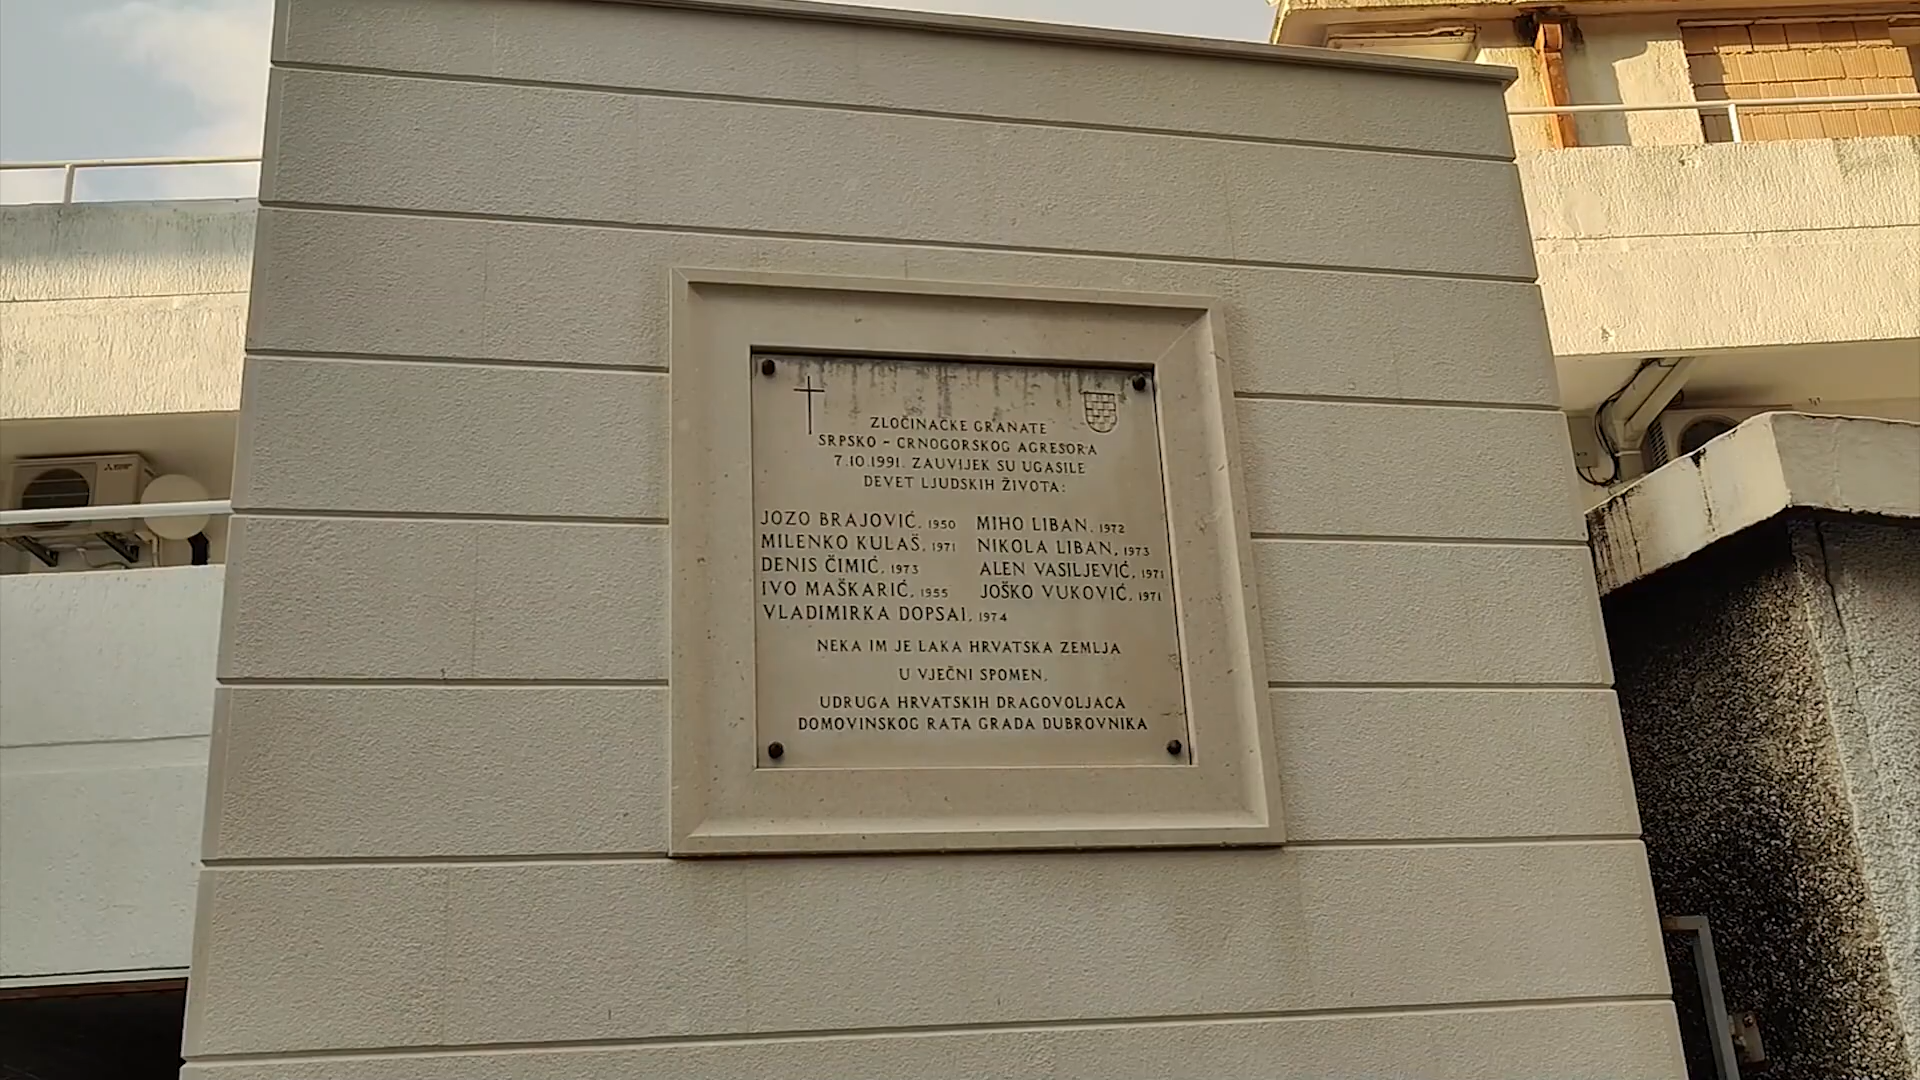 ZLOČINAČKE GRANATE
SRPSKO - CRNOGORSKOG AGRESORA
7.10.1991. ZAUVIJEK SU UGASILE
DEVET LJUDSKIH ŽIVOTA:
JOZO BRAJOVIĆ, 1950 MIHO LIBAN, 1972
MILENKO KULAŠ, 1971 NIKOLA LIBAN, 1973
DENIS ČIMIĆ, 1973 ALEN VASILJEVIĆ, 1971
IVO MAŠKARIĆ, 1955 JOŠKO VUKOVIĆ, 1971
VLADIMIRKA DOPSAI, 1974
NEKA IM JE LAKA HRVATSKA ZEMLJA
U VJEČNI SPOMEN,
UDRUGA HRVATSKIH DRAGOVOLJACA
DOMOVINSKOG RATA GRADA DUBROVNIKA